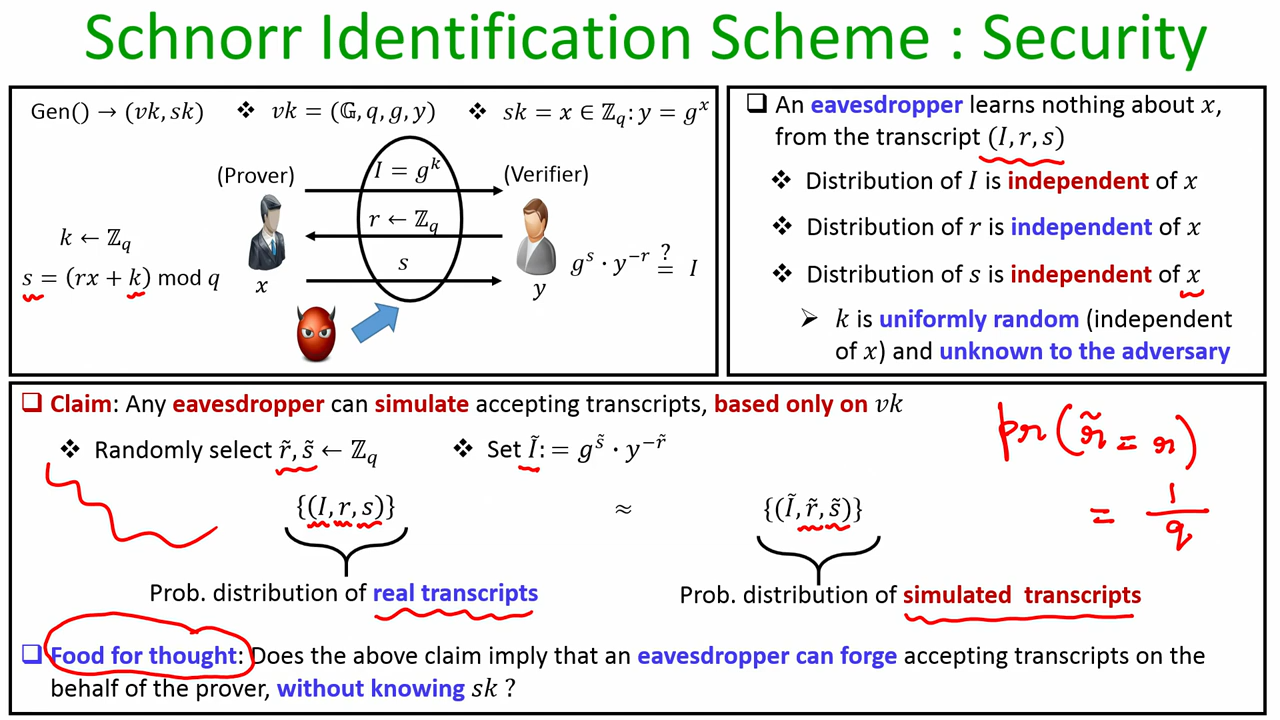 Schnorr Identification Scheme : Security
Gen() → (vk, sk) ❖ vk = (𝔾, q, g, y) ❖ sk = x ∈ ℤ_q: y = g^x
(Prover) I = g^k (Verifier)
r ← ℤ_q
k ← ℤ_q
s
g^s · y^{-r} ≟ I
s = (rx + k) mod q
x
y
❑ An eavesdropper learns nothing about x,
from the transcript (I, r, s)
❖ Distribution of I is independent of x
❖ Distribution of r is independent of x
❖ Distribution of s is independent of x
➢ k is uniformly random (independent
of x) and unknown to the adversary
❑ Claim: Any eavesdropper can simulate accepting transcripts, based only on vk
❖ Randomly select r̃, s̃ ← ℤ_q ❖ Set Ĩ: = g^s̃ · y^{-r̃}
{(I, r, s)} ≈ {(Ĩ, r̃, s̃)}
Prob. distribution of real transcripts
Prob. distribution of simulated transcripts
pr(r̃ = r)
= 1/q
❑ Food for thought: Does the above claim imply that an eavesdropper can forge accepting transcripts on the
behalf of the prover, without knowing sk ?